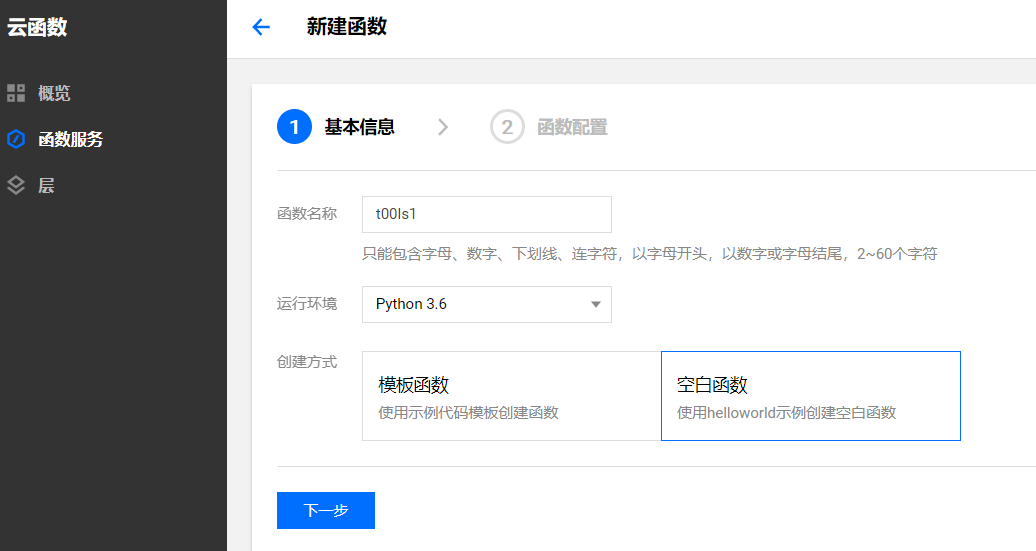 云函数
新建函数
概览
函数服务
层
1 基本信息
2 函数配置
函数名称
t00ls1
只能包含字母、数字、下划线、连字符，以字母开头，以数字或字母结尾，2~60个字符
运行环境
Python 3.6
创建方式
模板函数
使用示例代码模板创建函数
空白函数
使用helloworld示例创建空白函数
下一步